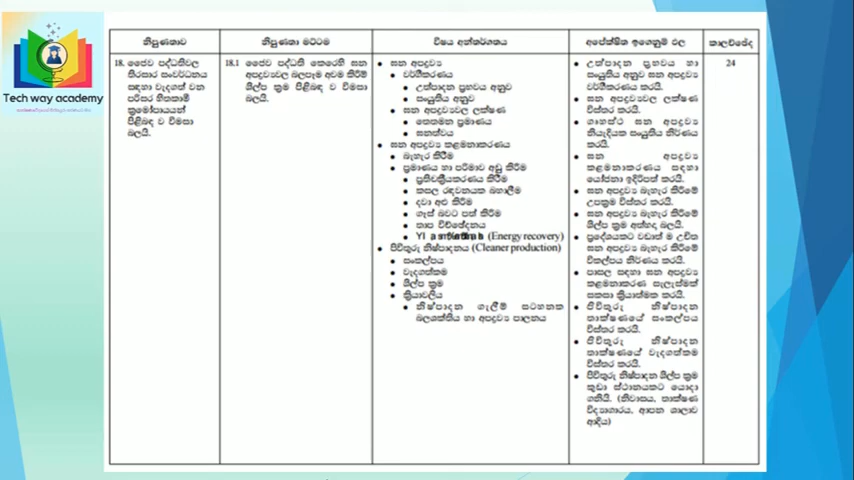 Tech way academy
නිපුණතාව
නිපුණතා මට්ටම
විෂය අන්තර්ගතය
අපේක්ෂිත ඉගෙනුම් ඵල
කාලච්ඡේද
18. ජෛව පද්ධතිවල
තිරසාර සංවර්ධනය
සඳහා වැදගත් වන
පරිසර හිතකාමී
ක්‍රමෝපායයන්
පිළිබඳ ව විමසා
බලයි.
18.1 ජෛව පද්ධති කෙරෙහි ඝන
අපද්‍රව්‍යවල බලපෑම අවම කිරීමේ
ශිල්ප ක්‍රම පිළිබඳ ව විමසා
බලයි.
• ඝන අපද්‍රව්‍ය
• වර්ගීකරණය
• උත්පාදන ප්‍රභවය අනුව
• සංයුතිය අනුව
• ඝන අපද්‍රව්‍යවල ලක්ෂණ
• තෙතමන ප්‍රමාණය
• ඝනත්වය
• ඝන අපද්‍රව්‍ය කළමනාකරණය
• බැහැර කිරීම
• ප්‍රමාණය හා පරිමාව අඩු කිරීම
• ප්‍රතිචක්‍රීයකරණය කිරීම
• කසල රඳවනයක බහාලීම
• දවා අළු කිරීම
• ගෑස් බවට පත් කිරීම
• තාප විච්ඡේදනය
• (Energy recovery)
• පිවිතුරු නිෂ්පාදනය (Cleaner production)
• සංකල්පය
• වැදගත්කම
• ශිල්ප ක්‍රම
• ක්‍රියාවලිය
• නිෂ්පාදන ගැලීම් සටහනක
බලශක්තිය හා අපද්‍රව්‍ය පාලනය
• උත්පාදන ප්‍රභවය හා
සංයුතිය අනුව ඝන අපද්‍රව්‍ය
වර්ගීකරණය කරයි.
• ඝන අපද්‍රව්‍යවල ලක්ෂණ
විස්තර කරයි.
• ගෘහස්ථ ඝන අපද්‍රව්‍ය
නියැදියක සංයුතිය නිර්ණය
කරයි.
• ඝන අපද්‍රව්‍ය
කළමනාකරණය සඳහා
යෝජනා ඉදිරිපත් කරයි.
• ඝන අපද්‍රව්‍ය බැහැර කිරීමේ
උපක්‍රම විස්තර කරයි.
• ඝන අපද්‍රව්‍ය බැහැර කිරීමේ
ශිල්ප ක්‍රම අත්හදා බලයි.
• ප්‍රදේශයකට වඩාත් ම උචිත
ඝන අපද්‍රව්‍ය බැහැර කිරීමේ
විකල්පය නිර්ණය කරයි.
• පාසල සඳහා ඝන අපද්‍රව්‍ය
කළමනාකරණ සැලැස්මක්
සකසා ක්‍රියාත්මක කරයි.
• පිවිතුරු නිෂ්පාදන
තාක්ෂණයේ සංකල්පය
විස්තර කරයි.
• පිවිතුරු නිෂ්පාදන
තාක්ෂණයේ වැදගත්කම
විස්තර කරයි.
• පිවිතුරු නිෂ්පාදන ශිල්ප ක්‍රම
කුඩා ස්ථානයකට යොදා
ගනියි. (නිවාසය, තාක්ෂණ
විද්‍යාගාරය, ආපන ශාලාව
ආදිය)
24